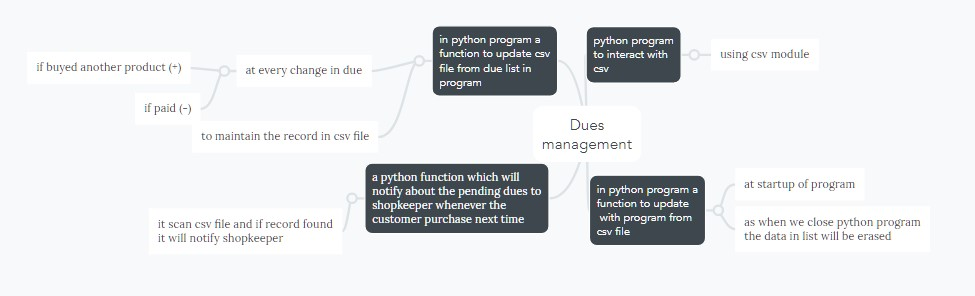 in python program a
function to update csv
file from due list in
program
python program
to interact with
csv
using csv module
if buyed another product (+)
at every change in due
if paid (-)
to maintain the record in csv file
Dues
management
a python function which will
notify about the pending dues to
shopkeeper whenever the
customer purchase next time
it scan csv file and if record found
it will notify shopkeeper
in python program a
function to update
with program from
csv file
at startup of program
as when we close python program
the data in list will be erased